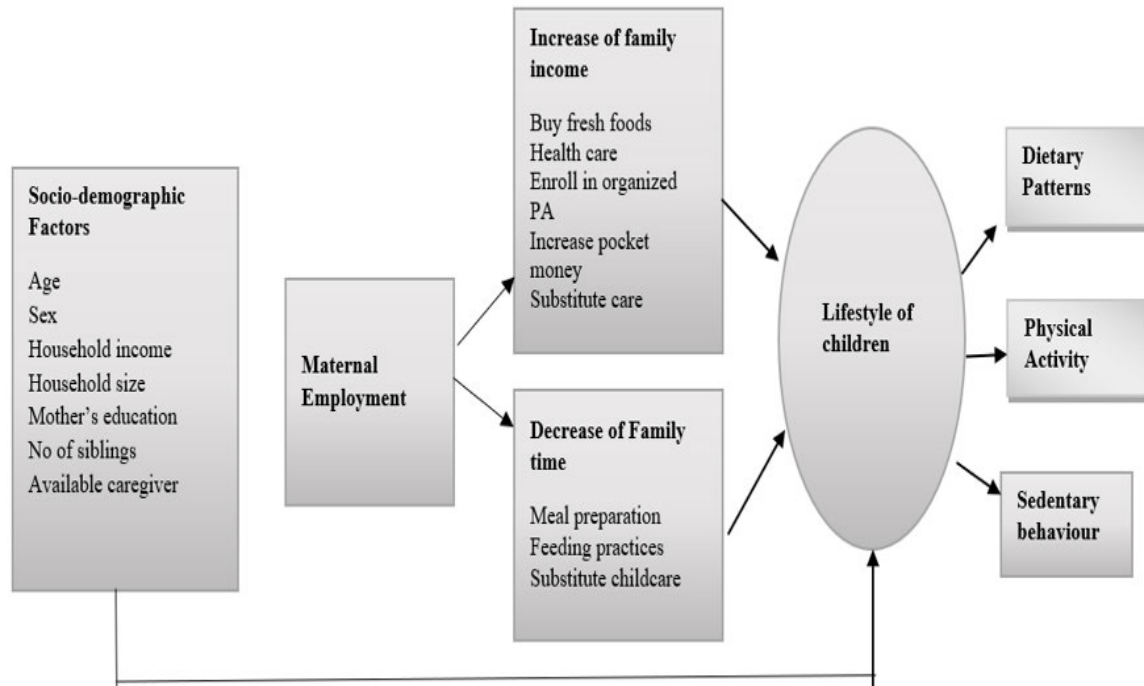 Socio-demographic
Factors
Age
Sex
Household income
Household size
Mother's education
No of siblings
Available caregiver
Maternal
Employment
Increase of family
income
Buy fresh foods
Health care
Enroll in organized
PA
Increase pocket
money
Substitute care
Decrease of Family
time
Meal preparation
Feeding practices
Substitute childcare
Lifestyle of
children
Dietary
Patterns
Physical
Activity
Sedentary
behaviour